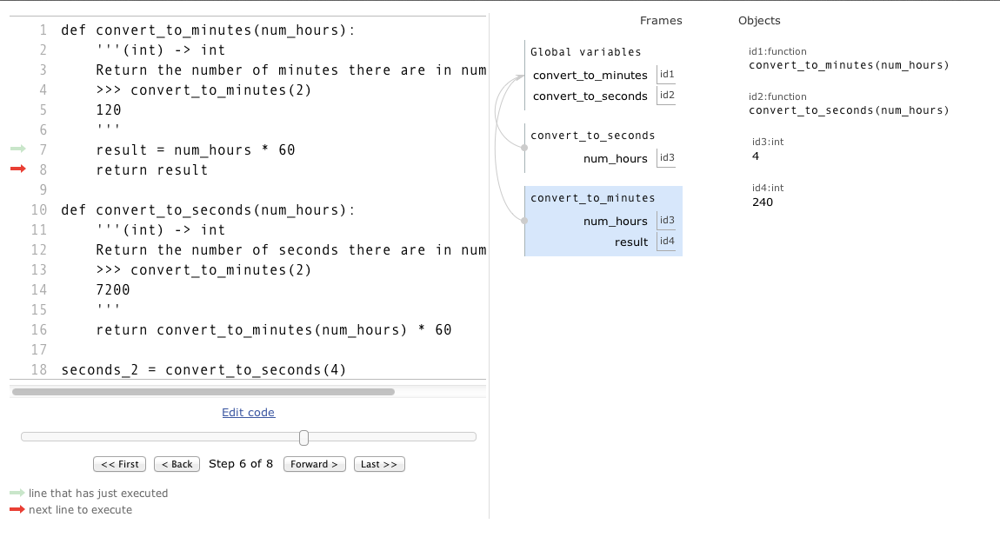 1 def convert_to_minutes(num_hours):
2     '''(int) -> int
3     Return the number of minutes there are in num
4     >>> convert_to_minutes(2)
5     120
6     '''
7     result = num_hours * 60
8     return result
9
10 def convert_to_seconds(num_hours):
11     '''(int) -> int
12     Return the number of seconds there are in num
13     >>> convert_to_minutes(2)
14     7200
15     '''
16     return convert_to_minutes(num_hours) * 60
17
18 seconds_2 = convert_to_seconds(4)
Edit code
<< First < Back Step 6 of 8 Forward > Last >>
line that has just executed
next line to execute
Frames Objects
Global variables
convert_to_minutes id1
convert_to_seconds id2
convert_to_seconds
num_hours id3
convert_to_minutes
num_hours id3
result id4
id1:function
convert_to_minutes(num_hours)
id2:function
convert_to_seconds(num_hours)
id3:int
4
id4:int
240